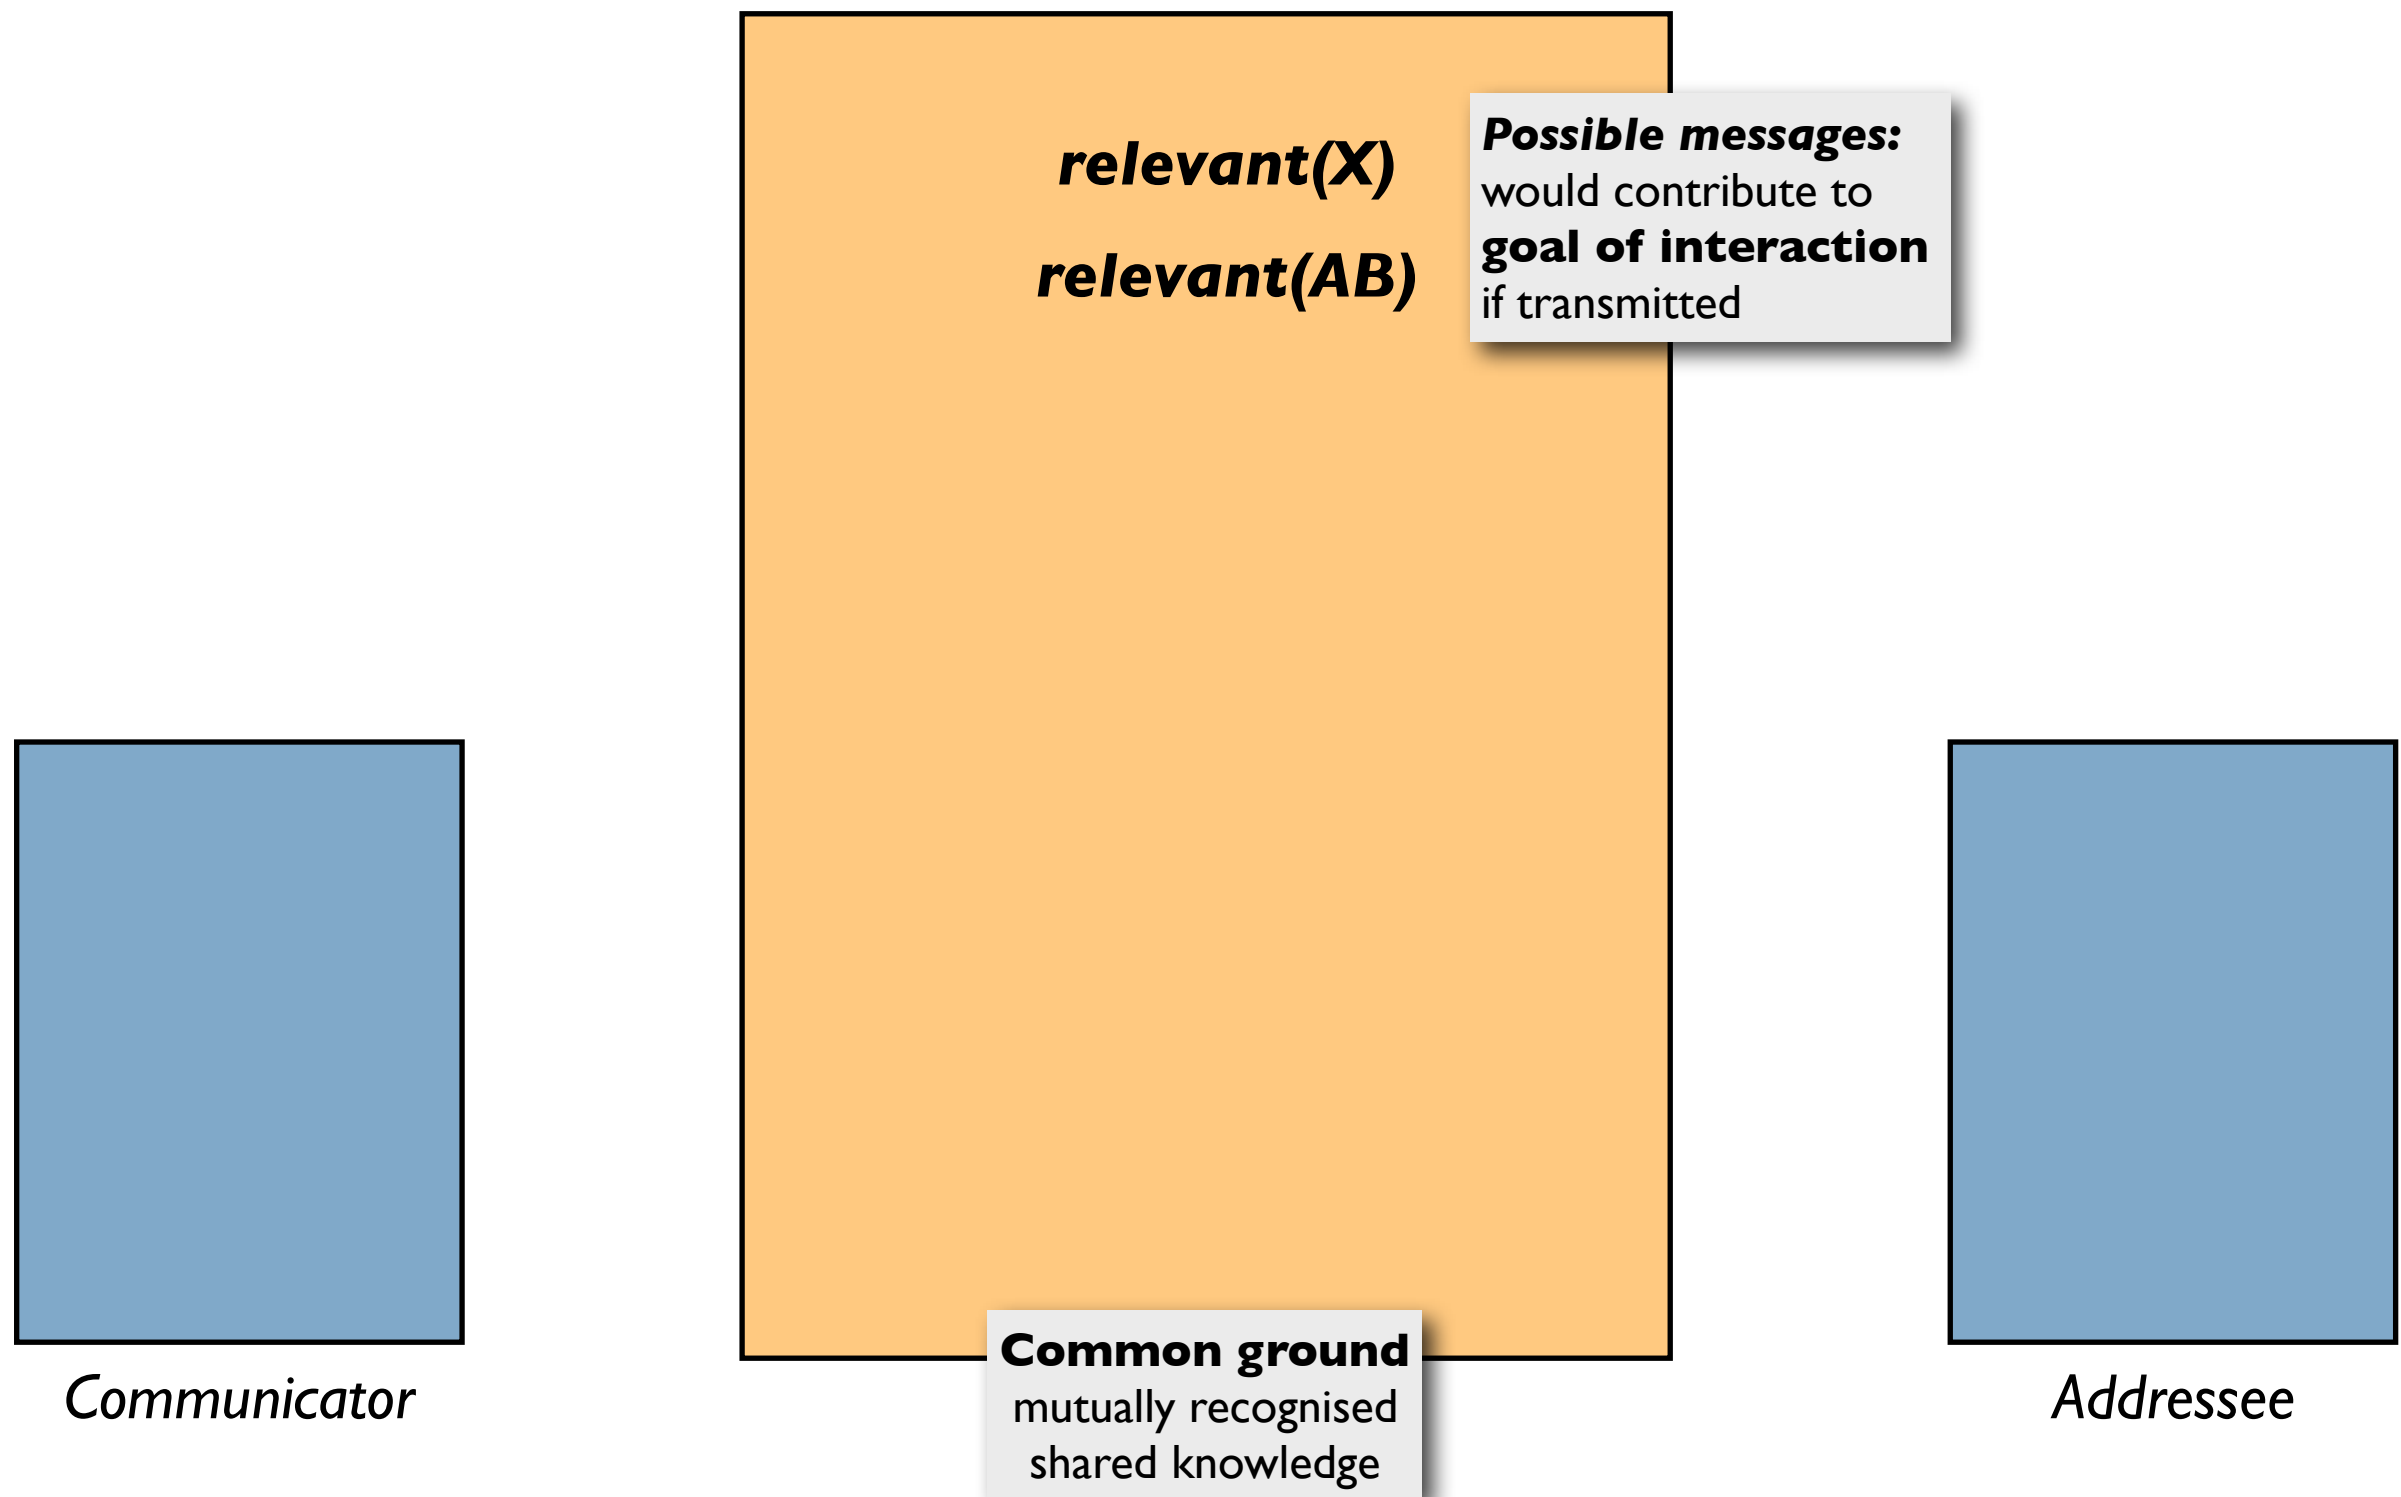 relevant(X)
relevant(AB)
Possible messages:
would contribute to
goal of interaction
if transmitted
Communicator
Common ground
mutually recognised
shared knowledge
Addressee